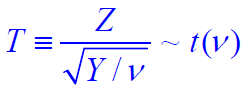 T ≡ Z / √(Y / ν) ~ t(ν)